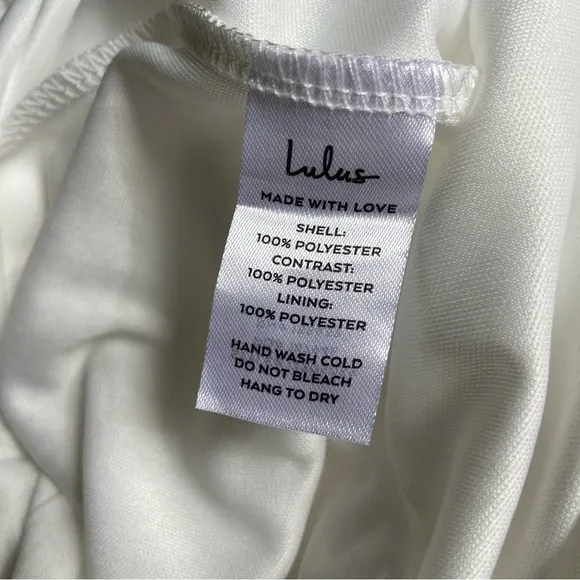 Lulus
MADE WITH LOVE
SHELL:
100% POLYESTER
CONTRAST:
100% POLYESTER
LINING:
100% POLYESTER
HAND WASH COLD
DO NOT BLEACH
HANG TO DRY